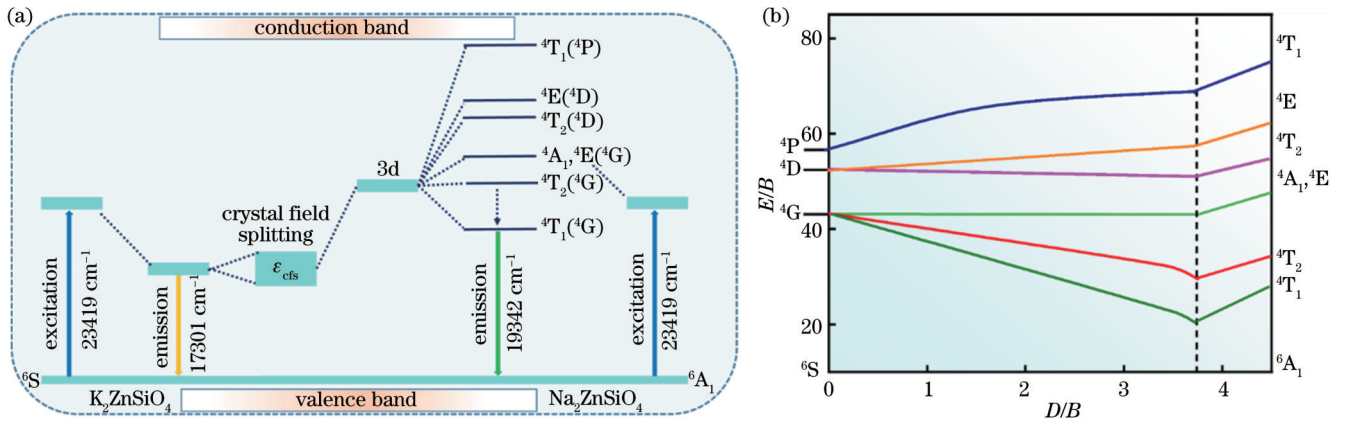 (a)
conduction band
⁴T₁(⁴P)
⁴E(⁴D)
⁴T₂(⁴D)
⁴A₁,⁴E(⁴G)
3d
⁴T₂(⁴G)
crystal field
splitting
⁴T₁(⁴G)
ε_cfs
excitation
23419 cm⁻¹
emission
17301 cm⁻¹
emission
19342 cm⁻¹
excitation
23419 cm⁻¹
⁶S
⁶A₁
K₂ZnSiO₄
valence band
Na₂ZnSiO₄
(b)
80
60
40
20
E/B
⁴P
⁴D
⁴G
⁶S
⁴T₁
⁴E
⁴T₂
⁴A₁,⁴E
⁴T₂
⁴T₁
⁶A₁
0
1
2
3
4
D/B